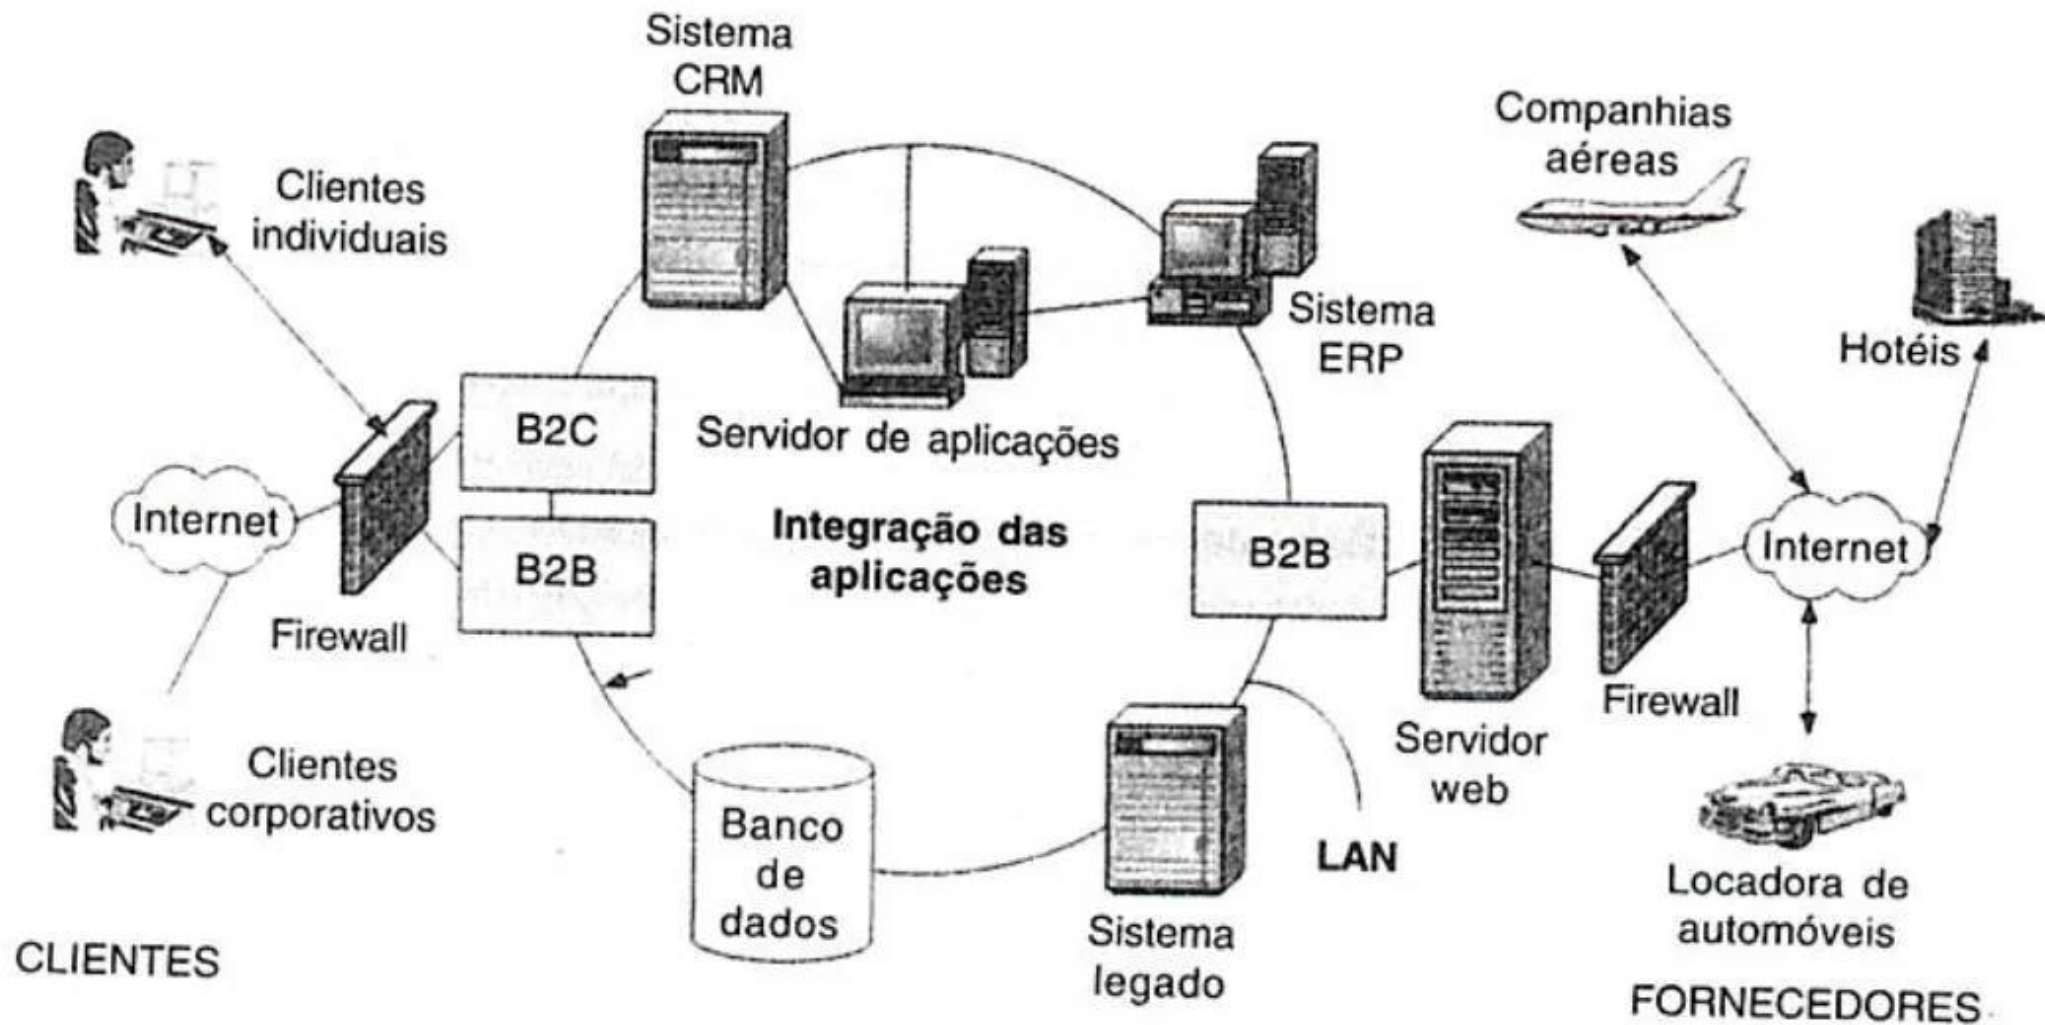 Sistema
CRM
Companhias
aéreas
Clientes
individuais
Sistema
ERP
Hotéis
B2C
Servidor de aplicações
Internet
Integração das
aplicações
B2B
B2B
Internet
Firewall
Firewall
Servidor
web
Clientes
corporativos
Banco
de
dados
LAN
Locadora de
automóveis
Sistema
legado
CLIENTES
FORNECEDORES